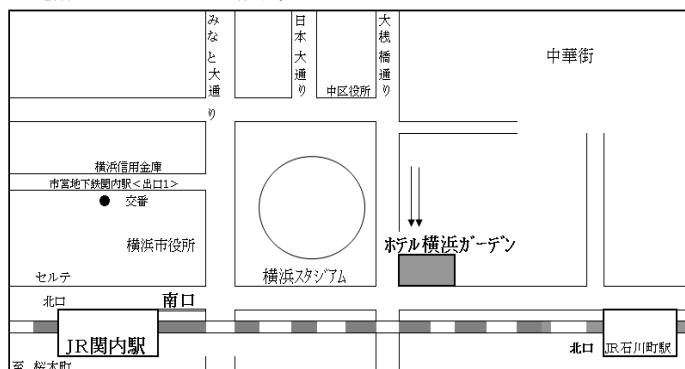 みなと大通り
日本大通り
大桟橋通り
中華街
中区役所
横浜信用金庫
市営地下鉄関内駅<出口1>
交番
横浜市役所
ホテル横浜ガーデン
セルテ
横浜スタジアム
北口
南口
JR関内駅
北口
JR石川町駅
至 桜木町